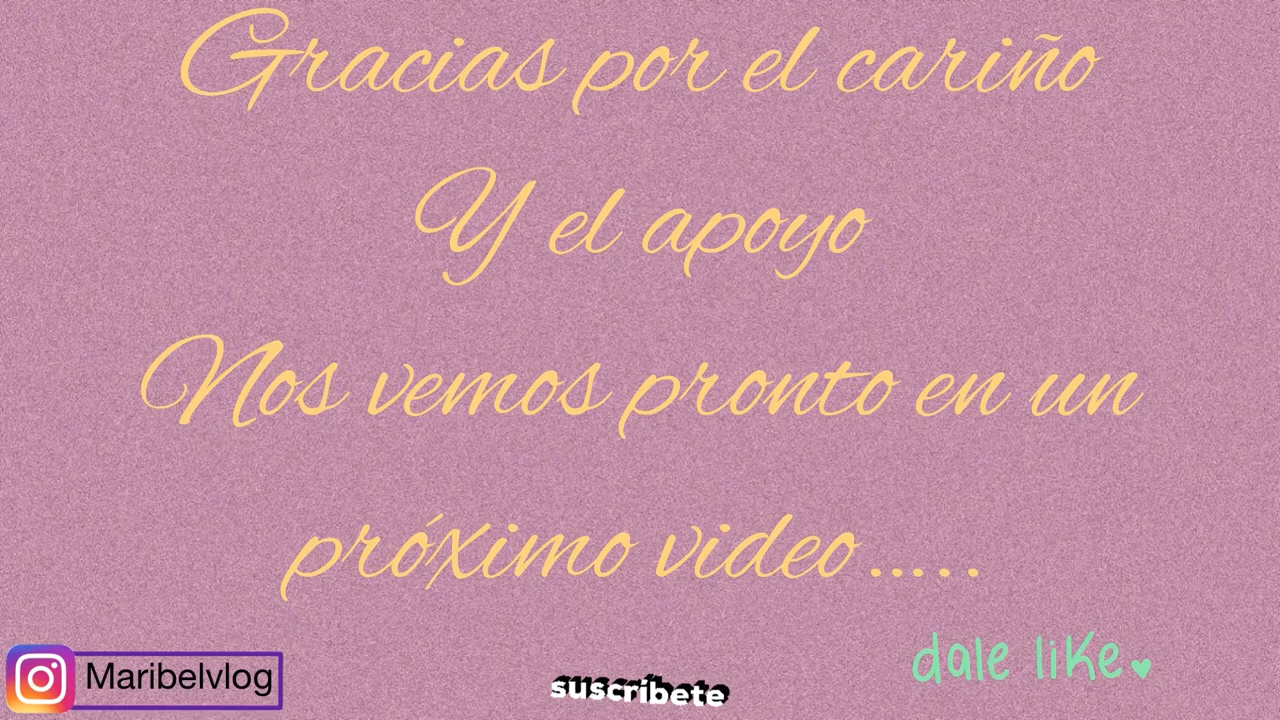 Gracias por el cariño
Y el apoyo
Nos vemos pronto en un
próximo video.....
dale like
Maribelvlog
suscríbete